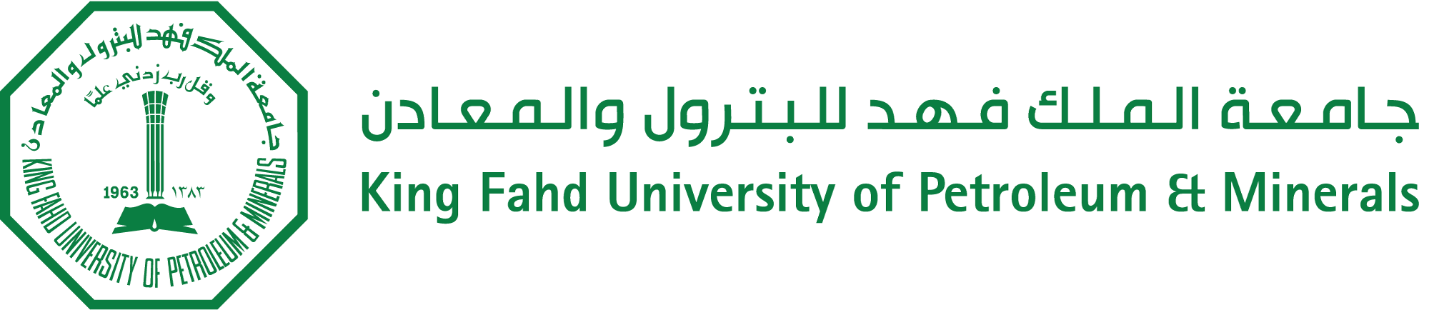 جامعة الملك فهد للبترول والمعادن
وقل رب زدني علمًا
1963 ١٣٨٣
KING FAHD UNIVERSITY OF PETROLEUM & MINERALS
جامعة الملك فهد للبترول والمعادن
King Fahd University of Petroleum & Minerals